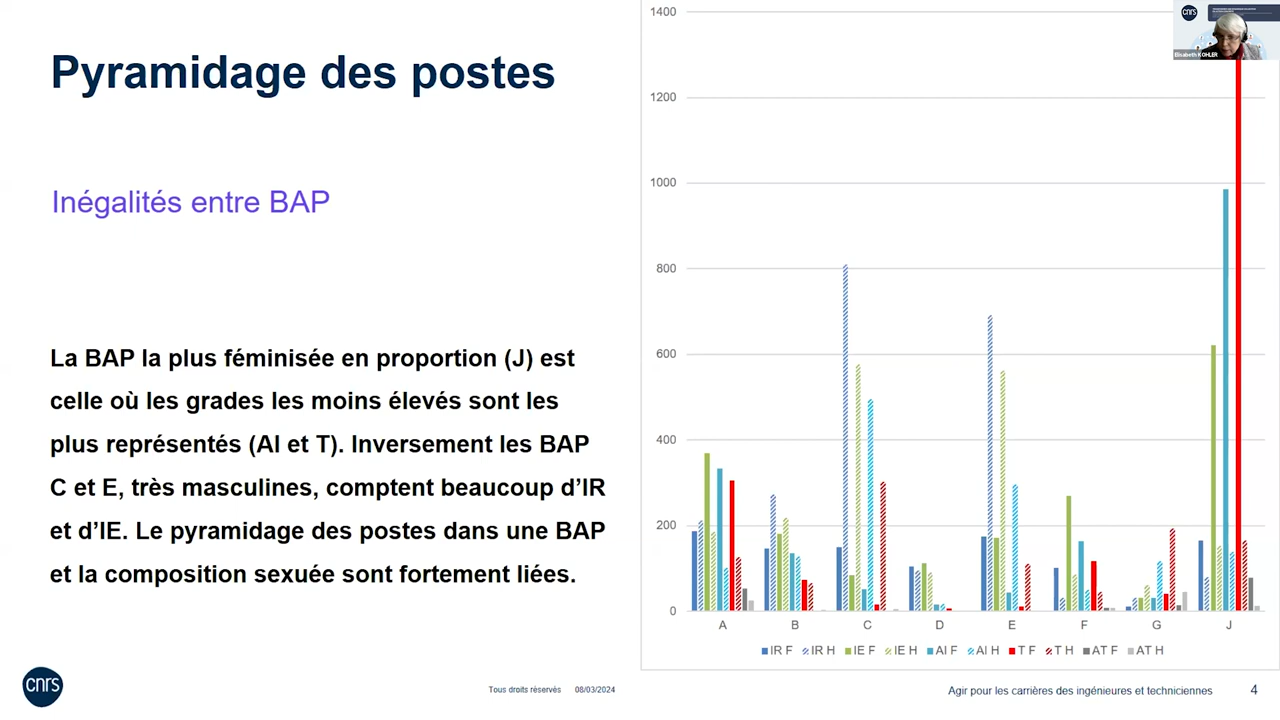 Pyramidage des postes
Inégalités entre BAP
La BAP la plus féminisée en proportion (J) est
celle où les grades les moins élevés sont les
plus représentés (AI et T). Inversement les BAP
C et E, très masculines, comptent beaucoup d’IR
et d’IE. Le pyramidage des postes dans une BAP
et la composition sexuée sont fortement liées.
1400
1200
1000
800
600
400
200
0
A B C D E F G J
IR F IR H IE F IE H AI F AI H T F T H AT F AT H
cnrs
Elisabeth KOHLER
cnrs
Tous droits réservés 08/03/2024
Agir pour les carrières des ingénieures et techniciennes 4